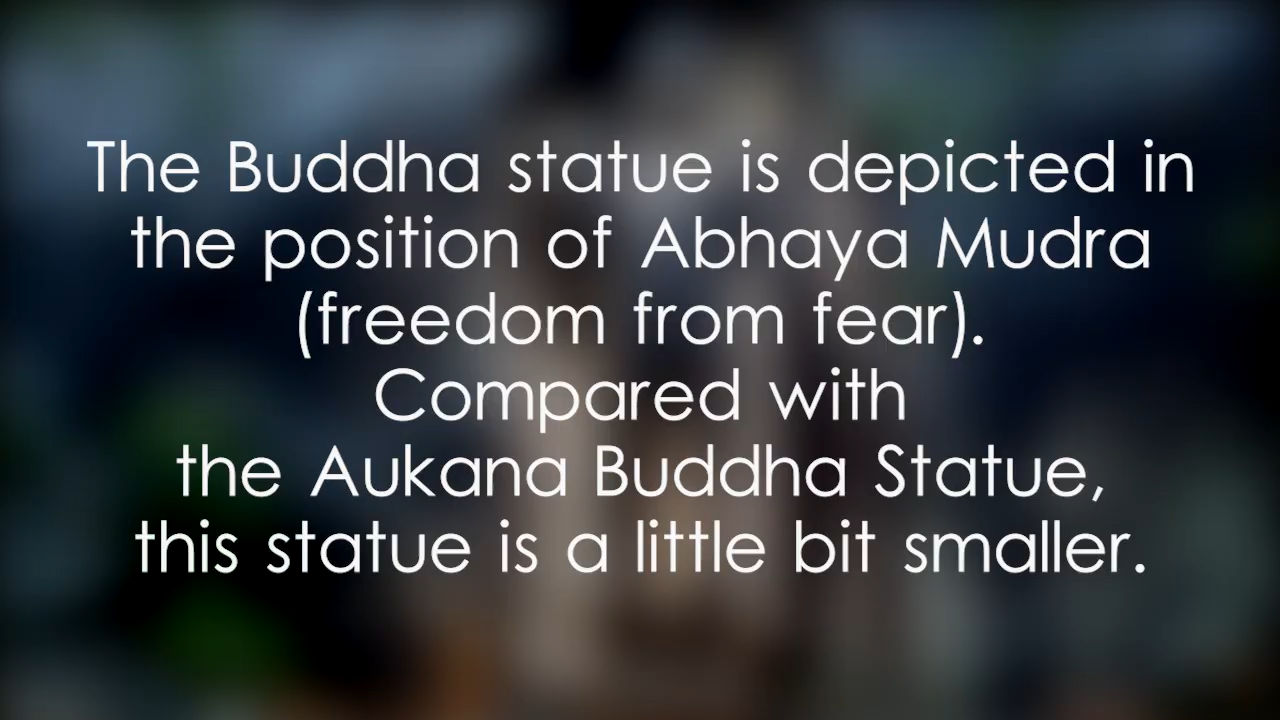 The Buddha statue is depicted in
the position of Abhaya Mudra
(freedom from fear).
Compared with
the Aukana Buddha Statue,
this statue is a little bit smaller.